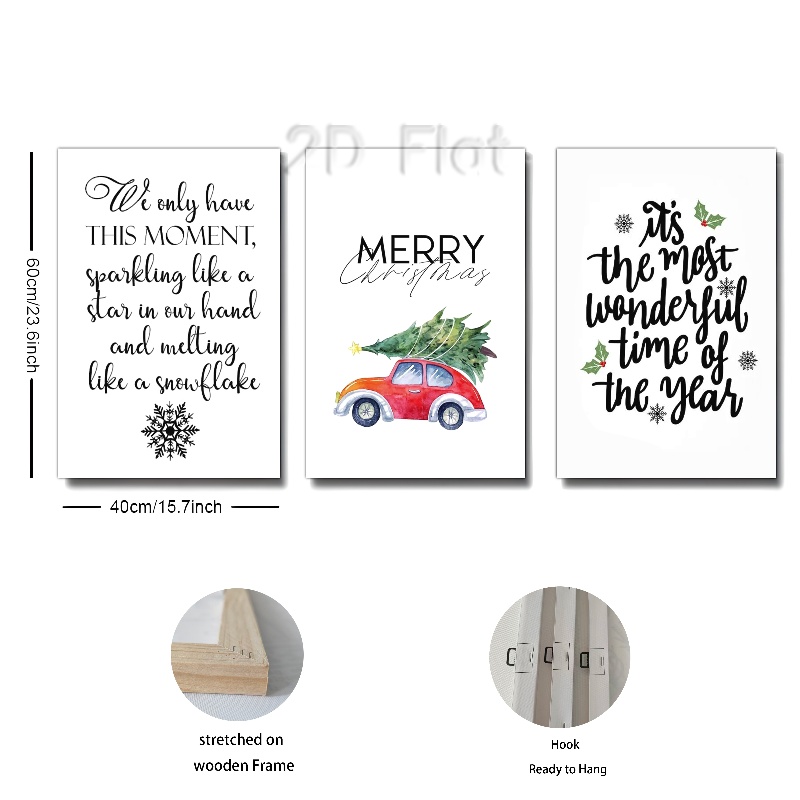 2D Flat
We only have
THIS MOMENT,
sparkling like a
star in our hand
and melting
like a snowflake
MERRY
Christmas
it's
the most
wonderful
time of
the year
60cm/23.6inch
40cm/15.7inch
stretched on
wooden Frame
Hook
Ready to Hang